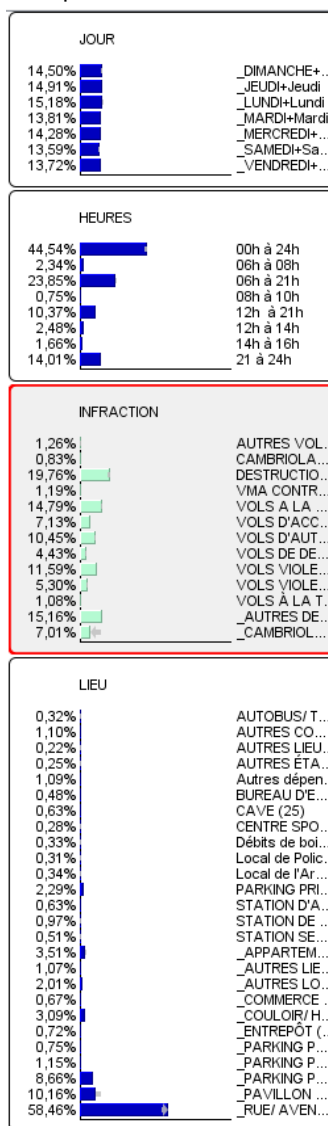 JOUR
14,50% _DIMANCHE+...
14,91% _JEUDI+Jeudi
15,18% _LUNDI+Lundi
13,81% _MARDI+Mardi
14,28% _MERCREDI+...
13,59% _SAMEDI+Sa...
13,72% _VENDREDI+...
HEURES
44,54% 00h à 24h
2,34% 06h à 08h
23,85% 06h à 21h
0,75% 08h à 10h
10,37% 12h à 21h
2,48% 12h à 14h
1,66% 14h à 16h
14,01% 21 à 24h
INFRACTION
1,26% AUTRES VOL...
0,83% CAMBRIOLA...
19,76% DESTRUCTIO...
1,19% VMA CONTR...
14,79% VOLS A LA ...
7,13% VOLS D'ACC...
10,45% VOLS D'AUT...
4,43% VOLS DE DE...
11,59% VOLS VIOLE...
5,30% VOLS VIOLE...
1,08% VOLS À LA T...
15,16% _AUTRES DE...
7,01% _CAMBRIOL...
LIEU
0,32% AUTOBUS/ T...
1,10% AUTRES CO...
0,22% AUTRES LIEU...
0,25% AUTRES ÉTA...
1,09% Autres dépen...
0,48% BUREAU D'E...
0,63% CAVE (25)
0,28% CENTRE SPO...
0,33% Débits de boi...
0,31% Local de Polic...
0,34% Local de l'Ar...
2,29% PARKING PRI...
0,63% STATION D'A...
0,97% STATION DE ...
0,51% STATION SE...
3,51% _APPARTEM...
1,07% _AUTRES LIE...
2,01% _AUTRES LO...
0,67% _COMMERCE ...
3,09% _COULOIR/ H...
0,72% _ENTREPÔT (...
0,75% _PARKING P...
1,15% _PARKING P...
8,66% _PARKING P...
10,16% _PAVILLON ...
58,46% _RUE/ AVEN...